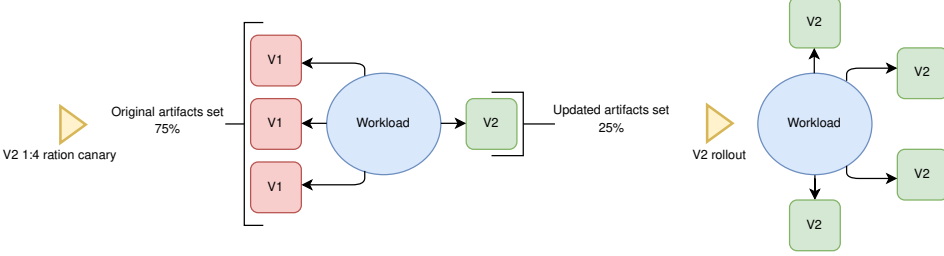 V2 1:4 ration canary
Original artifacts set
75%
V1
V1
V1
Workload
V2
Updated artifacts set
25%
V2 rollout
V2
V2
Workload
V2
V2